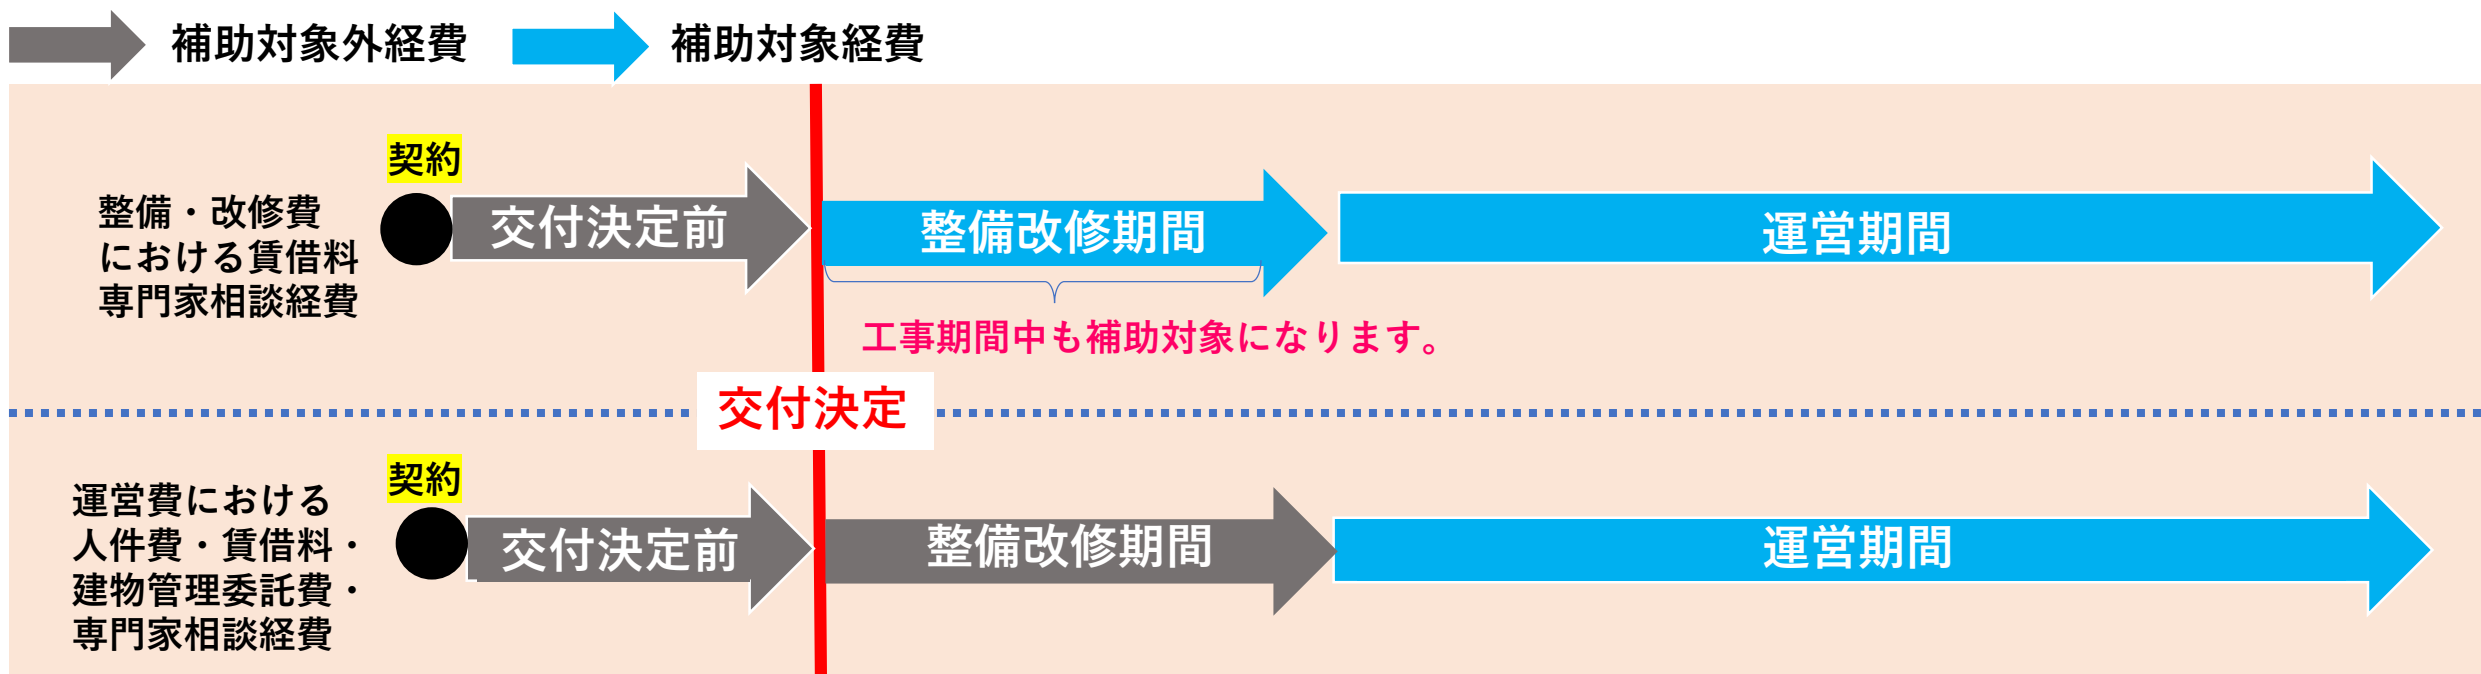 補助対象外経費
補助対象経費
契約
整備・改修費
における賃借料
専門家相談経費
交付決定前
整備改修期間
運営期間
工事期間中も補助対象になります。
交付決定
契約
運営費における
人件費・賃借料・
建物管理委託費・
専門家相談経費
交付決定前
整備改修期間
運営期間